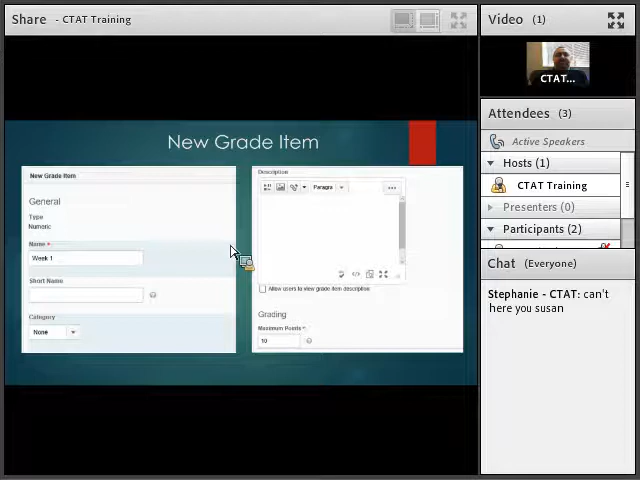 Share - CTAT Training
New Grade Item
New Grade Item
General
Type
Numeric
Name *
Week 1
Short Name
Category
None
Description
Paragra
Allow users to view grade item description
Grading
Maximum Points *
10
Video (1)
CTAT...
Attendees (3)
Active Speakers
Hosts (1)
CTAT Training
Presenters (0)
Participants (2)
Chat (Everyone)
Stephanie - CTAT: can't
here you susan